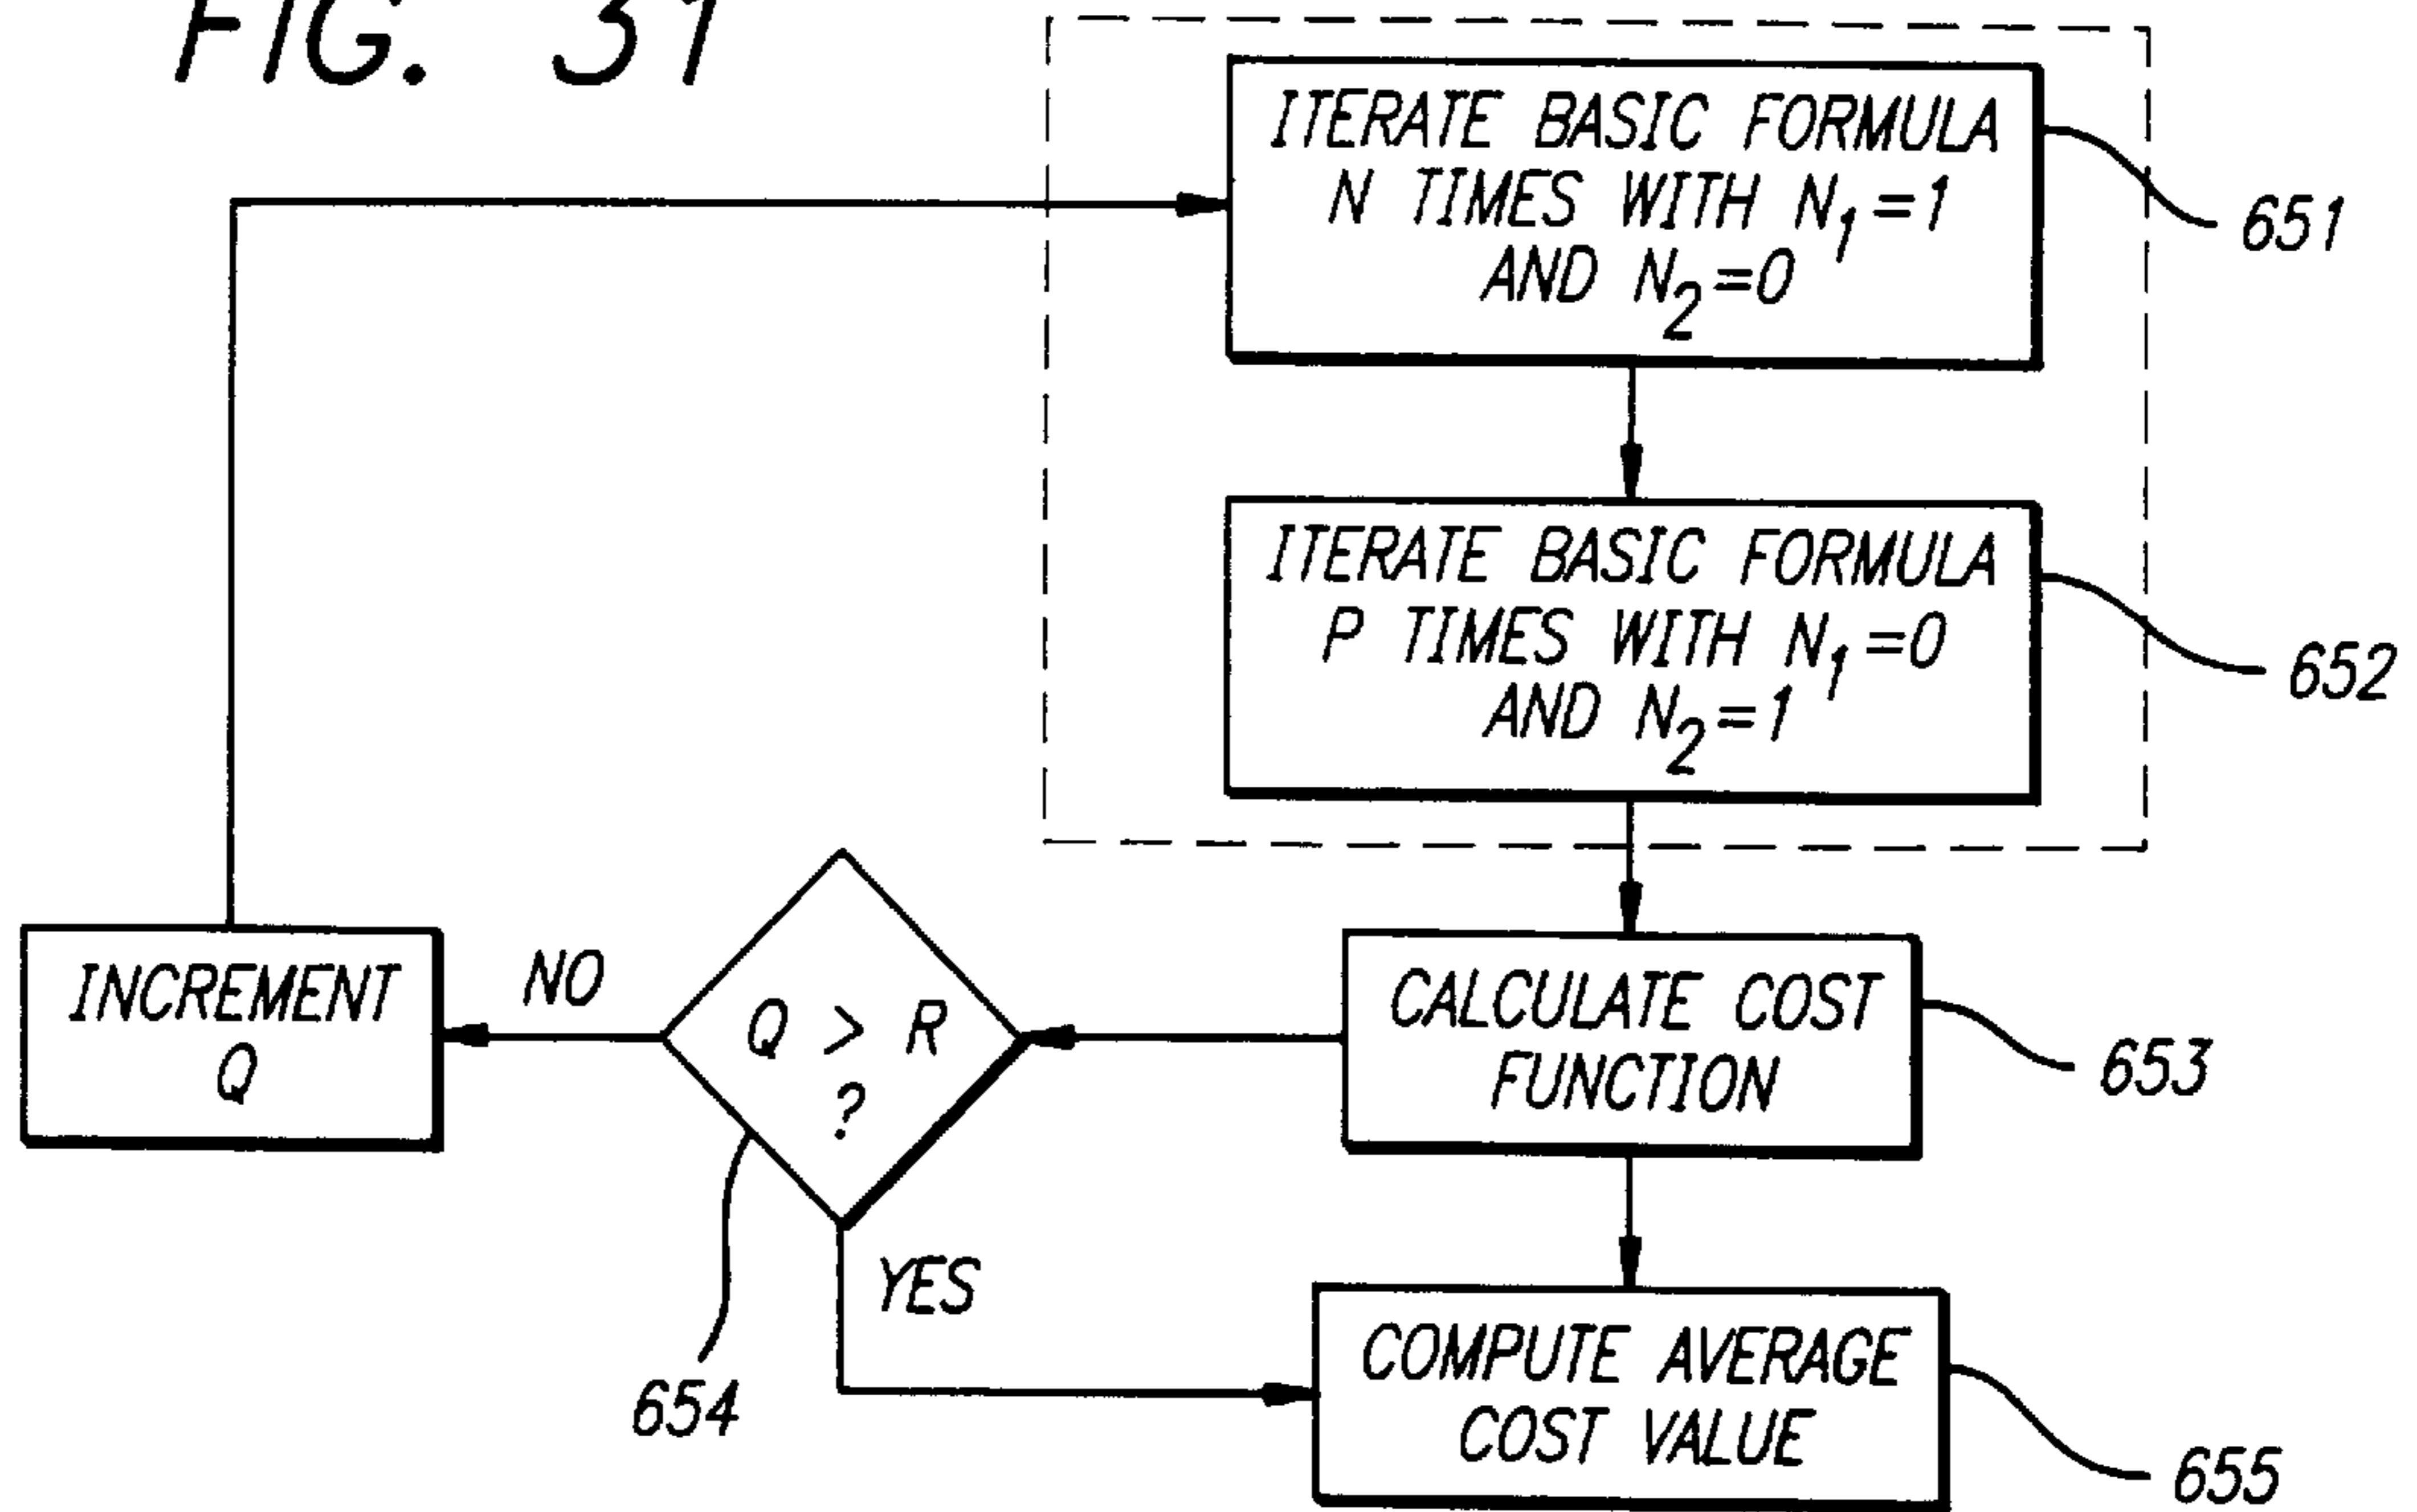 FIG. 31
ITERATE BASIC FORMULA
N TIMES WITH N₁=1
AND N₂=0
651
ITERATE BASIC FORMULA
P TIMES WITH N₁=0
AND N₂=1
652
INCREMENT
Q
NO
Q > R
?
CALCULATE COST
FUNCTION
653
YES
654
COMPUTE AVERAGE
COST VALUE
655